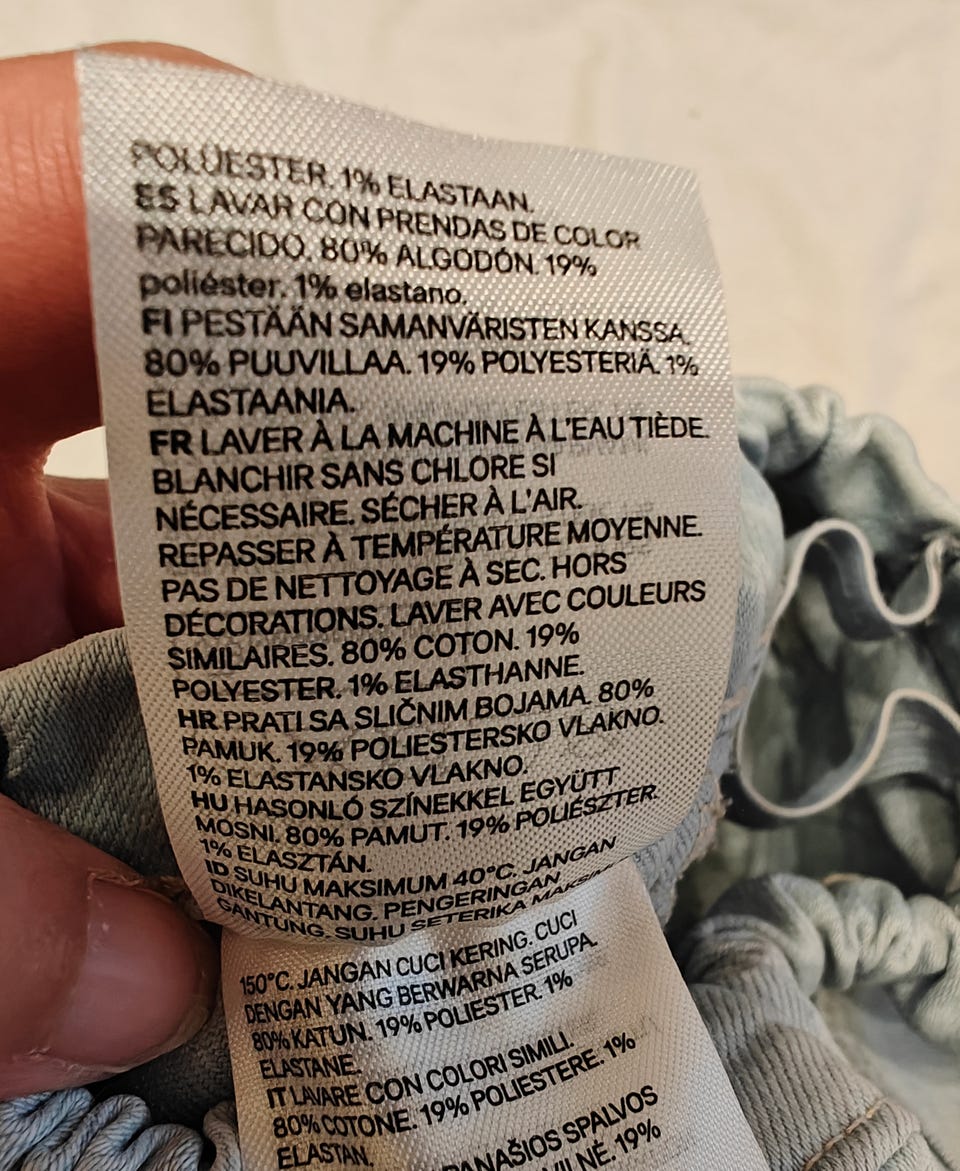 POLÜESTER. 1% ELASTAAN.
ES LAVAR CON PRENDAS DE COLOR
PARECIDO. 80% ALGODÓN. 19%
poliéster. 1% elastano.
FI PESTÄÄN SAMANVÄRISTEN KANSSA.
80% PUUVILLAA. 19% POLYESTERIÄ. 1%
ELASTAANIA.
FR LAVER À LA MACHINE À L'EAU TIÈDE.
BLANCHIR SANS CHLORE SI
NÉCESSAIRE. SÉCHER À L'AIR.
REPASSER À TEMPÉRATURE MOYENNE.
PAS DE NETTOYAGE À SEC. HORS
DÉCORATIONS. LAVER AVEC COULEURS
SIMILAIRES. 80% COTON. 19%
POLYESTER. 1% ELASTHANNE.
HR PRATI SA SLIČNIM BOJAMA. 80%
PAMUK. 19% POLIESTERSKO VLAKNO.
1% ELASTANSKO VLAKNO.
HU HASONLÓ SZÍNEKKEL EGYÜTT
MOSNI. 80% PAMUT. 19% POLIÉSZTER.
1% ELASZTÁN.
ID SUHU MAKSIMUM 40°C. JANGAN
DIKELANTANG. PENGERINGAN
GANTUNG. SUHU SETERIKA MAKSIM
150°C. JANGAN CUCI KERING. CUCI
DENGAN YANG BERWARNA SERUPA.
80% KATUN. 19% POLIESTER. 1%
ELASTANE.
IT LAVARE CON COLORI SIMILI.
80% COTONE. 19% POLIESTERE. 1%
ELASTAN.
PANAŠIOS SPALVOS
VILNĖ. 19%